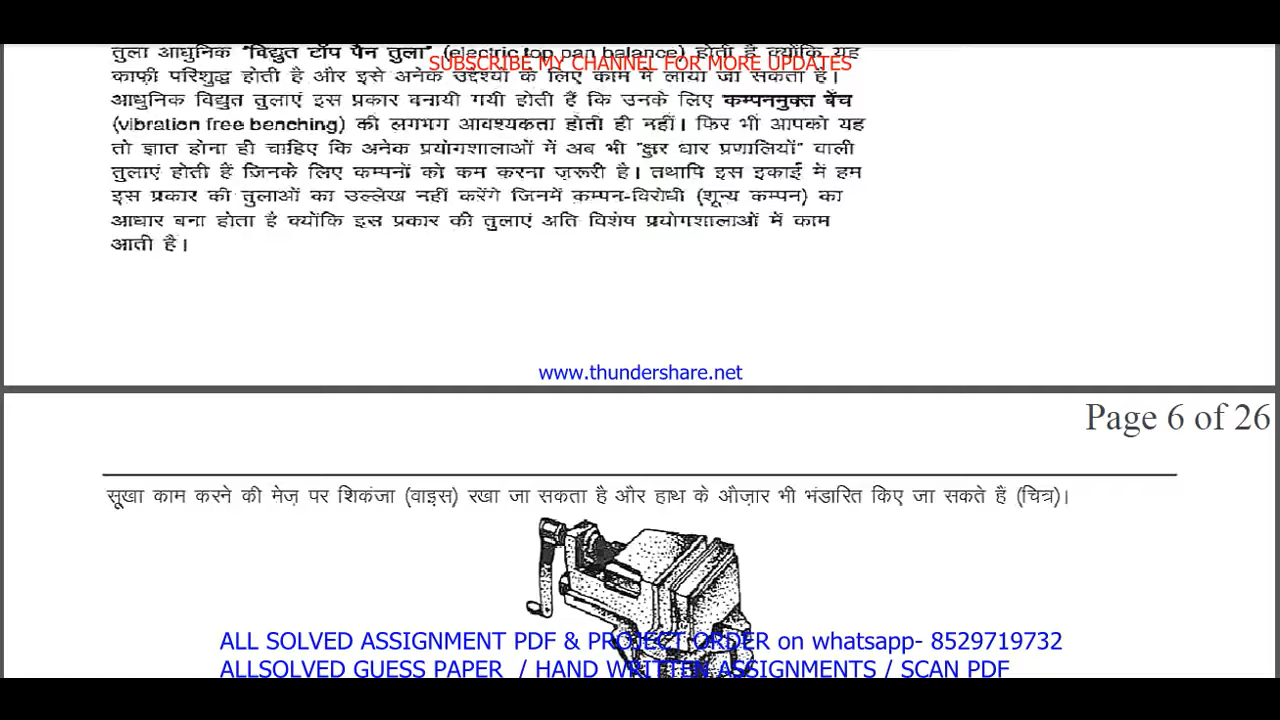 तुला आधुनिक "विद्युत टॉप पैन तुला" (electric top pan balance) होती है क्योंकि यह
SUBSCRIBE MY CHANNEL FOR MORE UPDATES
काफ़ी परिशुद्ध होती है और इसे अनेक उद्देश्यों के लिए काम में लाया जा सकता है।
आधुनिक विद्युत तुलाएं इस प्रकार बनायी गयी होती हैं कि उनके लिए कम्पनमुक्त बेंच
(vibration free benching) की लगभग आवश्यकता होती ही नहीं। फिर भी आपको यह
तो ज्ञात होना ही चाहिए कि अनेक प्रयोगशालाओं में अब भी "क्षुर धार प्रणालियों" वाली
तुलाएं होती हैं जिनके लिए कम्पनों को कम करना ज़रूरी है। तथापि इस इकाई में हम
इस प्रकार की तुलाओं का उल्लेख नहीं करेंगे जिनमें कम्पन-विरोधी (शून्य कम्पन) का
आधार बना होता है क्योंकि इस प्रकार की तुलाएं अति विशेष प्रयोगशालाओं में काम
आती है।
www.thundershare.net
Page 6 of 26
सूखा काम करने की मेज़ पर शिकंजा (वाइस) रखा जा सकता है और हाथ के औज़ार भी भंडारित किए जा सकते हैं (चित्र)।
ALL SOLVED ASSIGNMENT PDF & PROJECT ORDER on whatsapp- 8529719732
ALLSOLVED GUESS PAPER / HAND WRITTEN ASSIGNMENTS / SCAN PDF